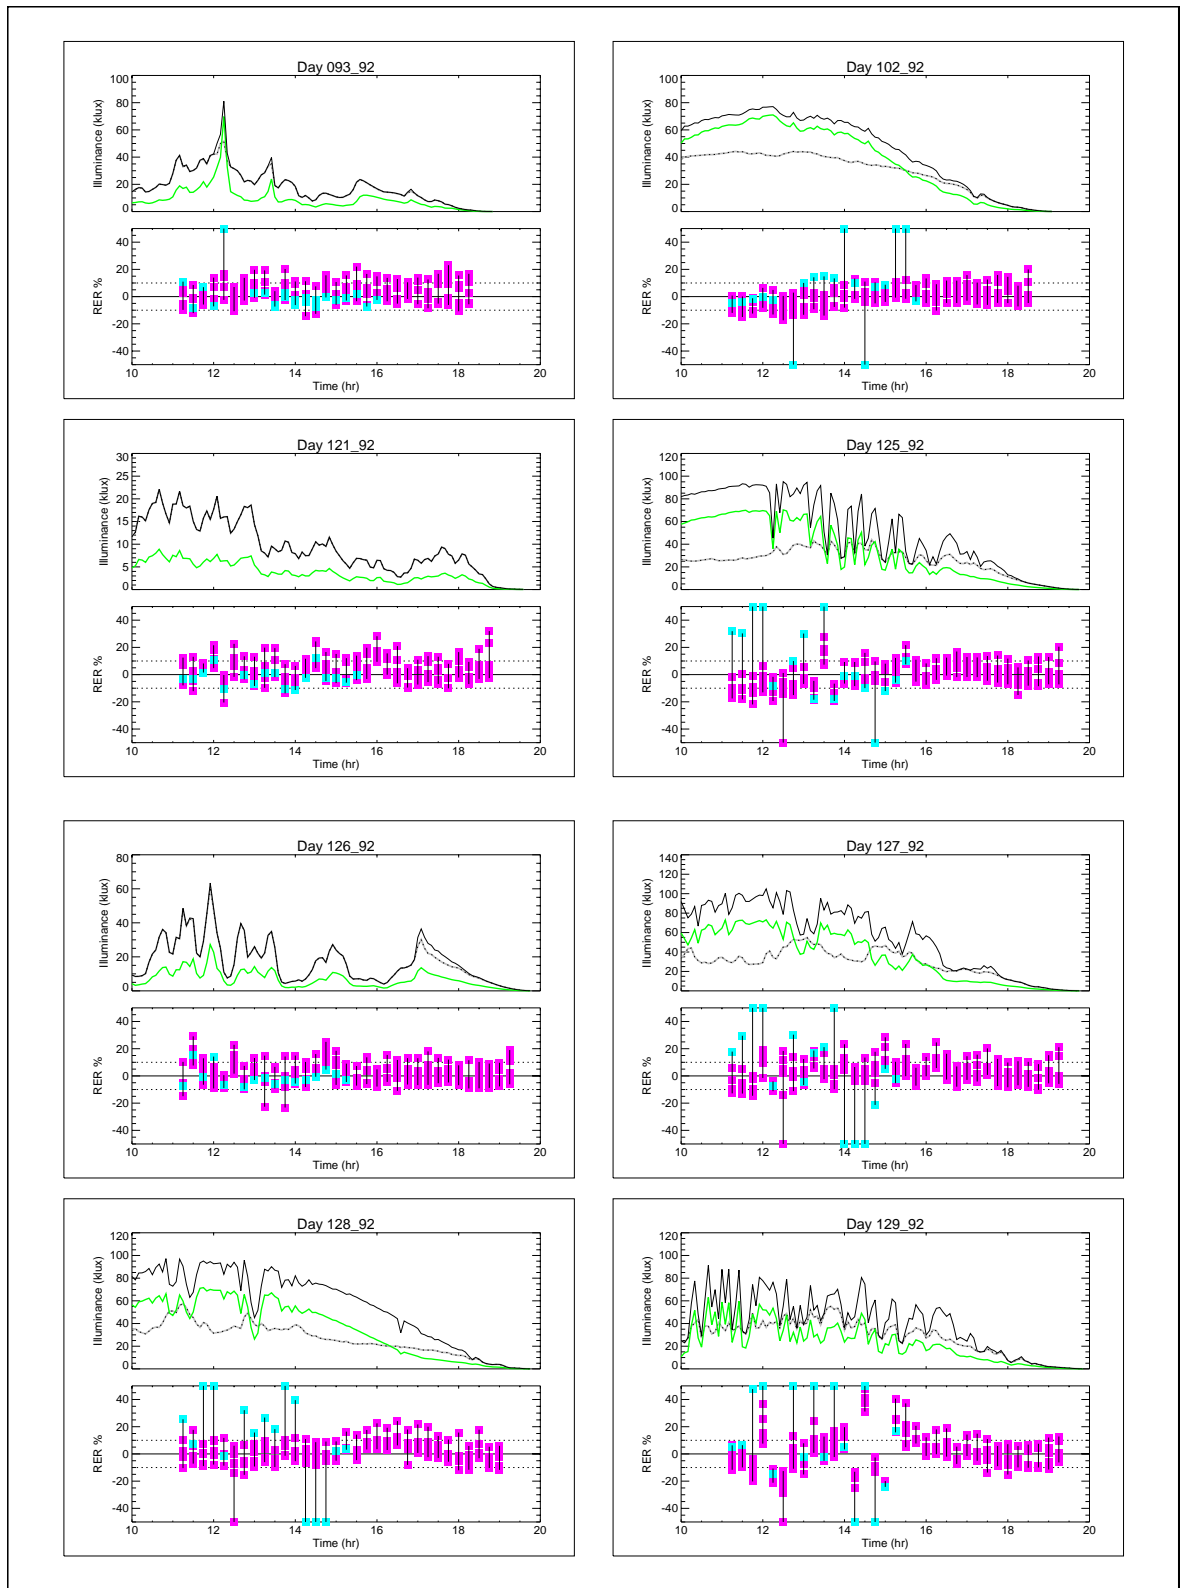 Day 093_92
Illuminance (klux)
100
80
60
40
20
0
RER %
40
20
0
-20
-40
10 12 14 16 18 20
Time (hr)
Day 102_92
Illuminance (klux)
100
80
60
40
20
0
RER %
40
20
0
-20
-40
10 12 14 16 18 20
Time (hr)
Day 121_92
Illuminance (klux)
30
25
20
15
10
5
0
RER %
40
20
0
-20
-40
10 12 14 16 18 20
Time (hr)
Day 125_92
Illuminance (klux)
120
100
80
60
40
20
0
RER %
40
20
0
-20
-40
10 12 14 16 18 20
Time (hr)
Day 126_92
Illuminance (klux)
80
60
40
20
0
RER %
40
20
0
-20
-40
10 12 14 16 18 20
Time (hr)
Day 127_92
Illuminance (klux)
140
120
100
80
60
40
20
0
RER %
40
20
0
-20
-40
10 12 14 16 18 20
Time (hr)
Day 128_92
Illuminance (klux)
120
100
80
60
40
20
0
RER %
40
20
0
-20
-40
10 12 14 16 18 20
Time (hr)
Day 129_92
Illuminance (klux)
120
100
80
60
40
20
0
RER %
40
20
0
-20
-40
10 12 14 16 18 20
Time (hr)